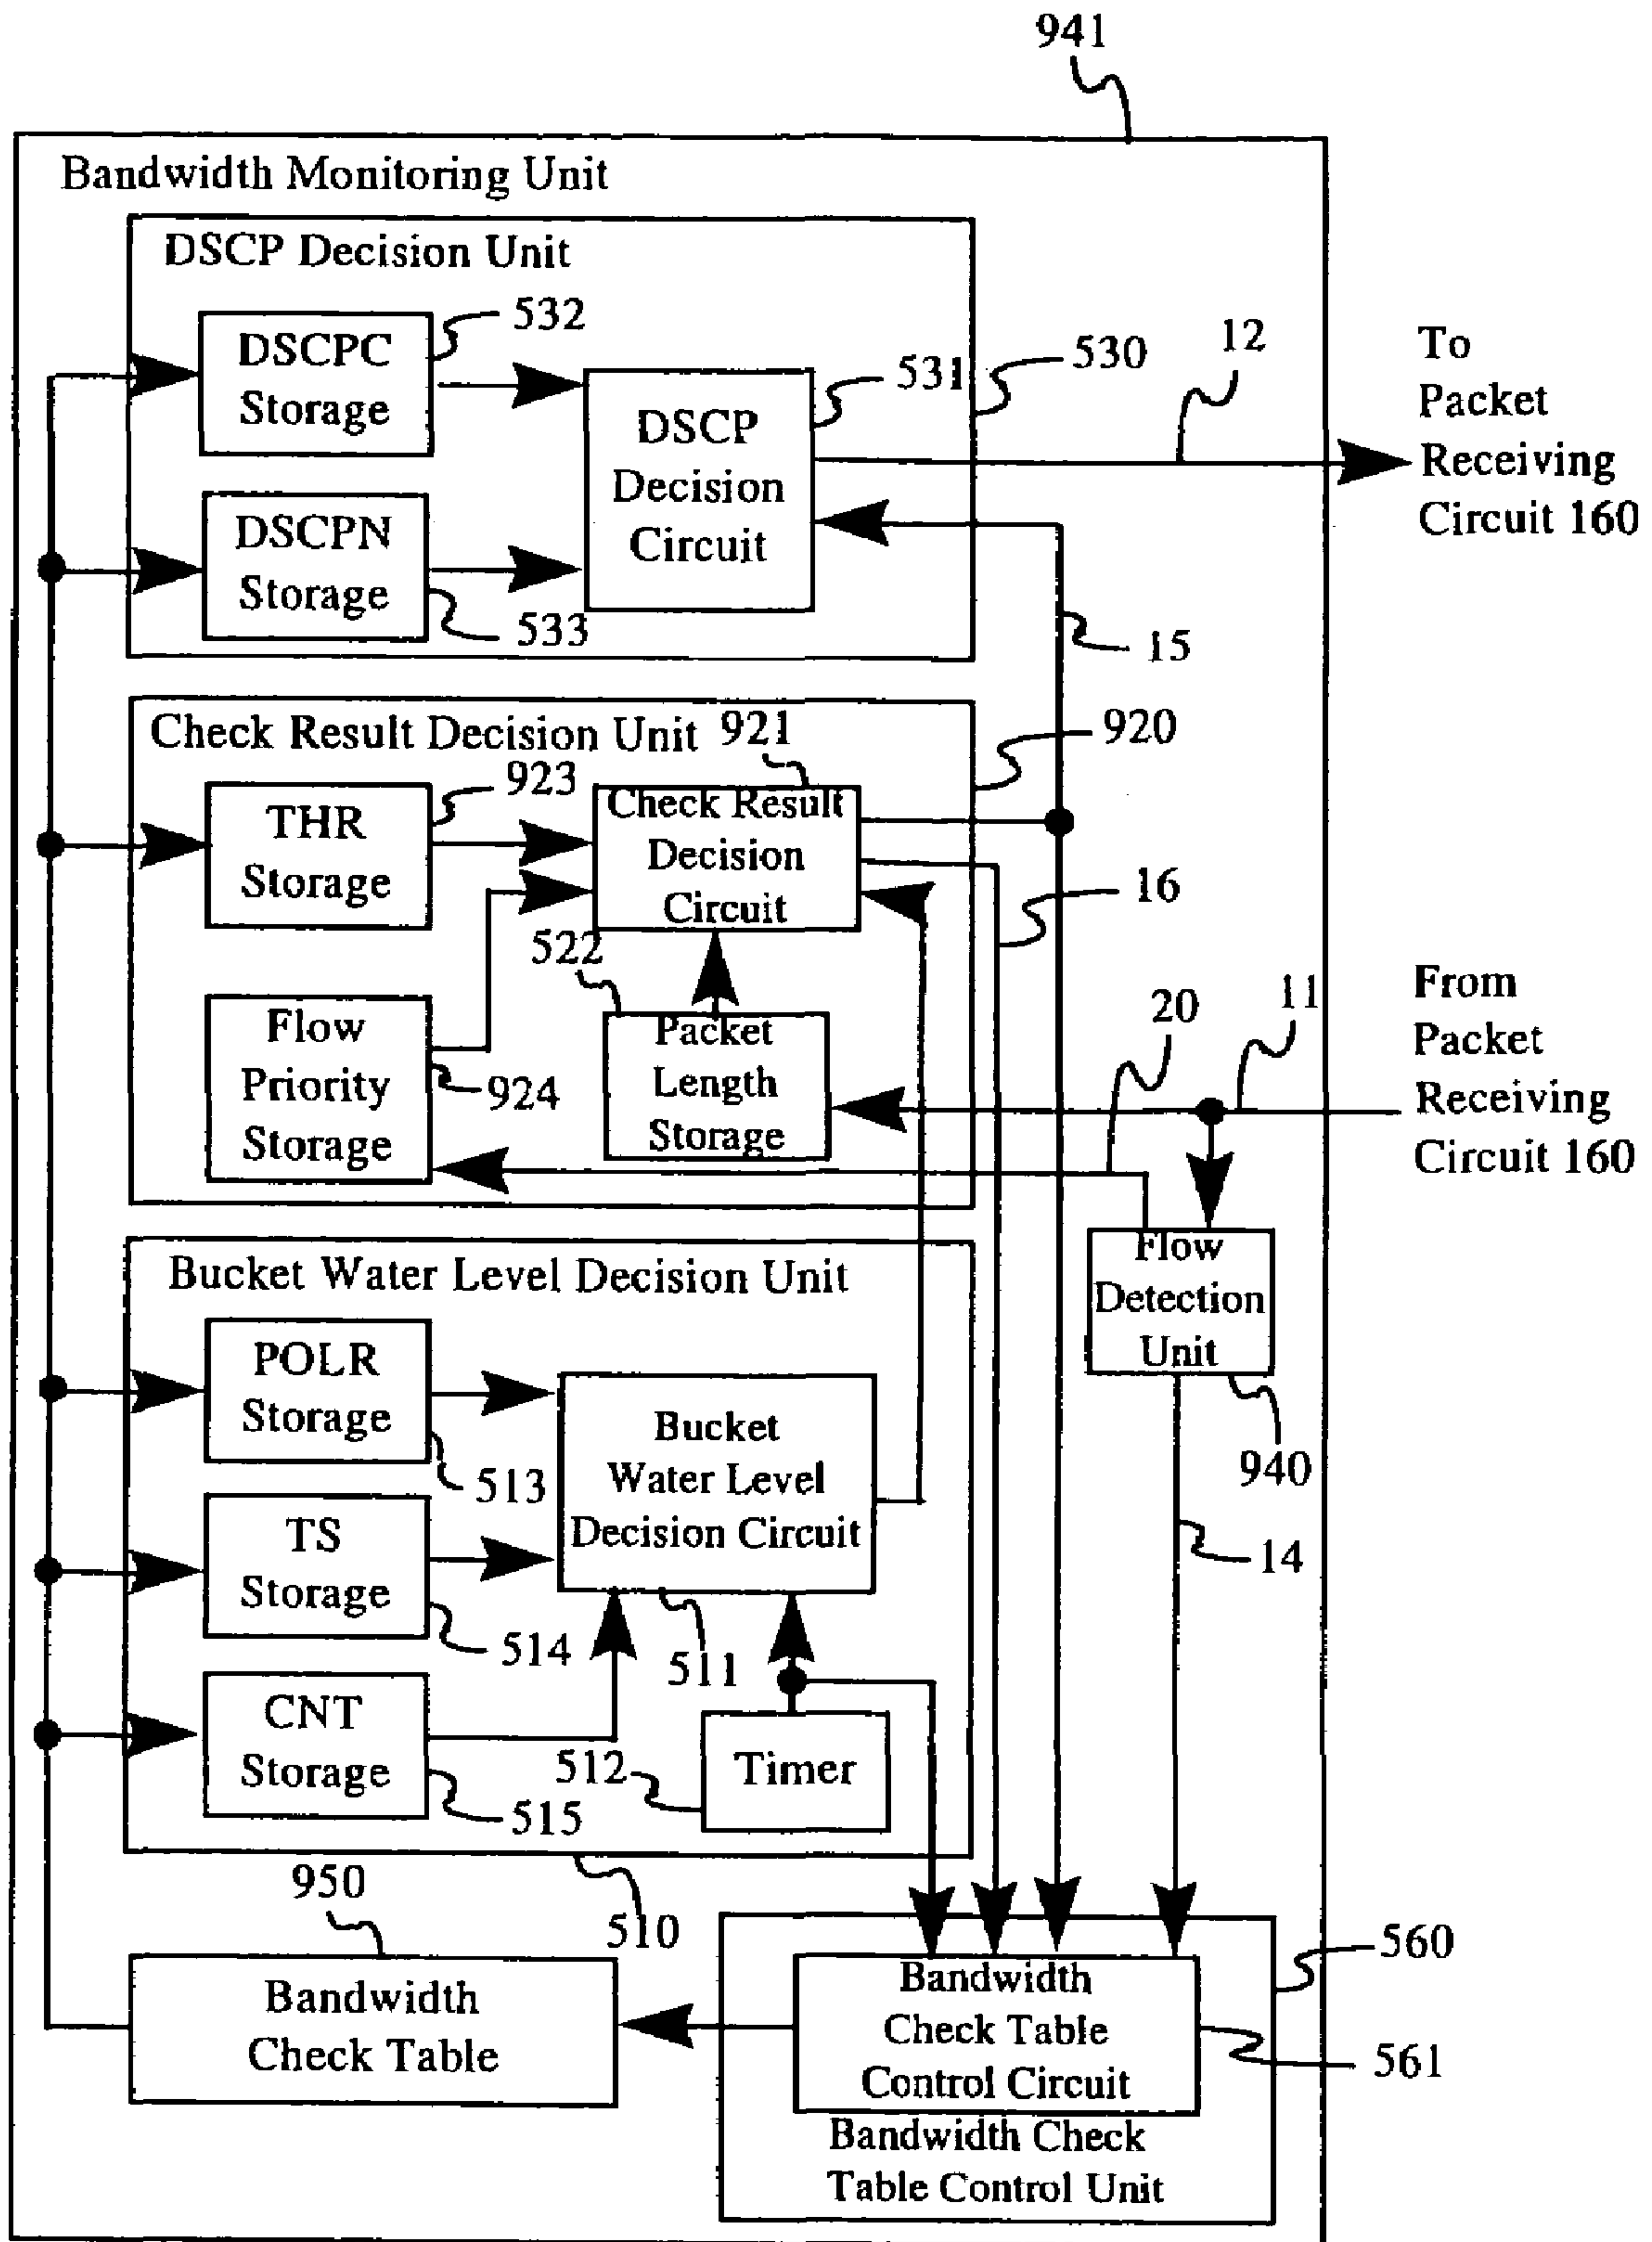 941
Bandwidth Monitoring Unit
DSCP Decision Unit
DSCPC
Storage
532
DSCPN
Storage
533
DSCP
Decision
Circuit
531
530
12
To
Packet
Receiving
Circuit 160
15
Check Result Decision Unit
921
920
THR
Storage
923
Check Result
Decision
Circuit
16
522
Flow
Priority
Storage
924
Packet
Length
Storage
20
11
From
Packet
Receiving
Circuit 160
Flow
Detection
Unit
940
14
Bucket Water Level Decision Unit
POLR
Storage
513
TS
Storage
514
CNT
Storage
515
Bucket
Water Level
Decision Circuit
511
512
Timer
510
950
Bandwidth
Check Table
560
Bandwidth
Check Table
Control Circuit
561
Bandwidth Check
Table Control Unit